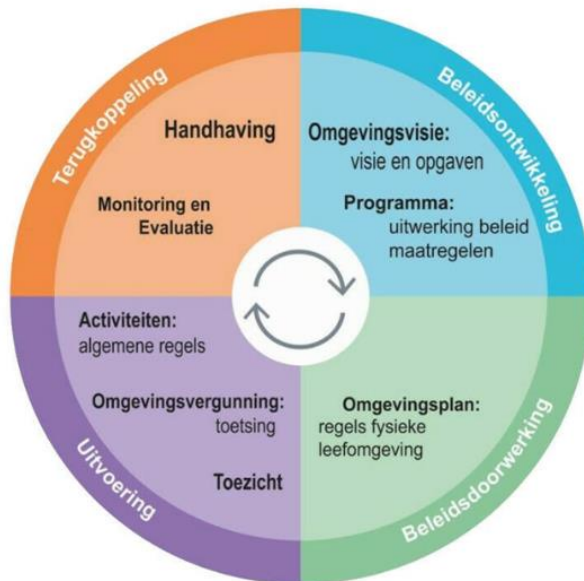 Terugkoppeling
Handhaving
Monitoring en
Evaluatie
Beleidsontwikkeling
Omgevingsvisie:
visie en opgaven
Programma:
uitwerking beleid
maatregelen
Beleidsdoorwerking
Omgevingsplan:
regels fysieke
leefomgeving
Uitvoering
Activiteiten:
algemene regels
Omgevingsvergunning:
toetsing
Toezicht